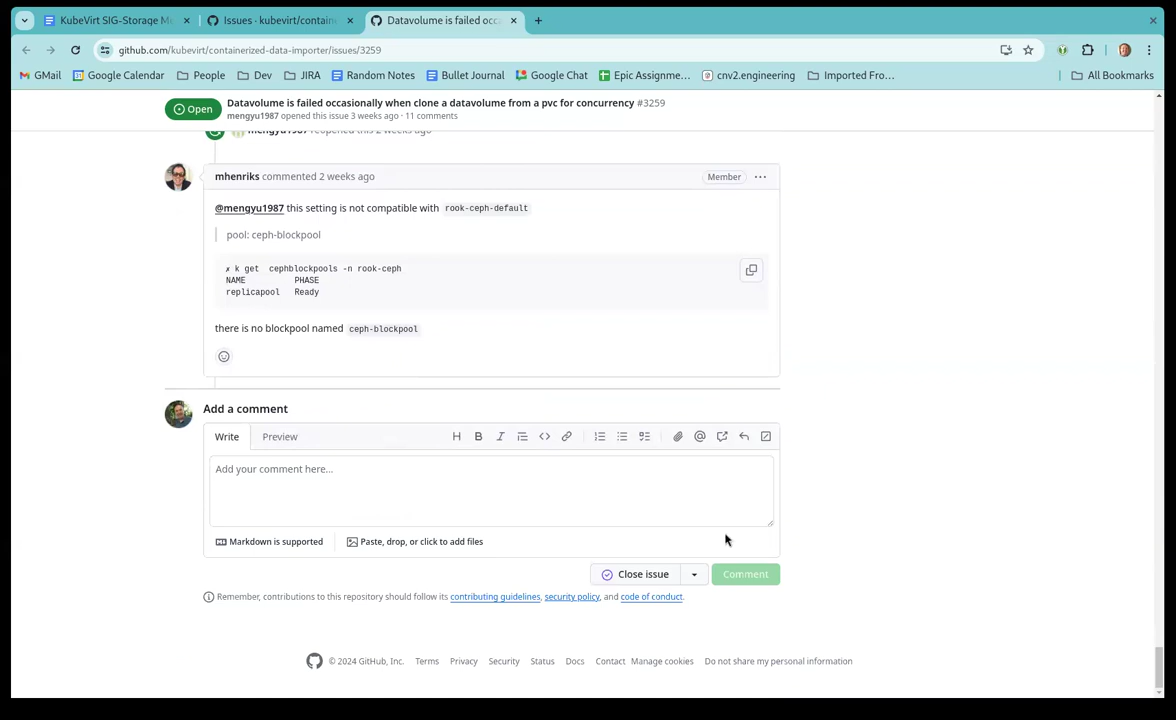 KubeVirt SIG-Storage M
Issues · kubevirt/contain
Datavolume is failed occ
github.com/kubevirt/containerized-data-importer/issues/3259
GMail
Google Calendar
People
Dev
JIRA
Random Notes
Bullet Journal
Google Chat
Epic Assignme...
cnv2.engineering
Imported Fro...
All Bookmarks
Open
Datavolume is failed occasionally when clone a datavolume from a pvc for concurrency #3259
mengyu1987 opened this issue 3 weeks ago · 11 comments
mengyu1987 reopened this 2 weeks ago
mhenriks commented 2 weeks ago
Member
@mengyu1987 this setting is not compatible with rook-ceph-default
pool: ceph-blockpool
✗ k get  cephblockpools -n rook-ceph
NAME          PHASE
replicapool   Ready
there is no blockpool named ceph-blockpool
Add a comment
Write
Preview
Add your comment here...
Markdown is supported
Paste, drop, or click to add files
Close issue
Comment
Remember, contributions to this repository should follow its contributing guidelines, security policy, and code of conduct.
© 2024 GitHub, Inc.
Terms
Privacy
Security
Status
Docs
Contact
Manage cookies
Do not share my personal information